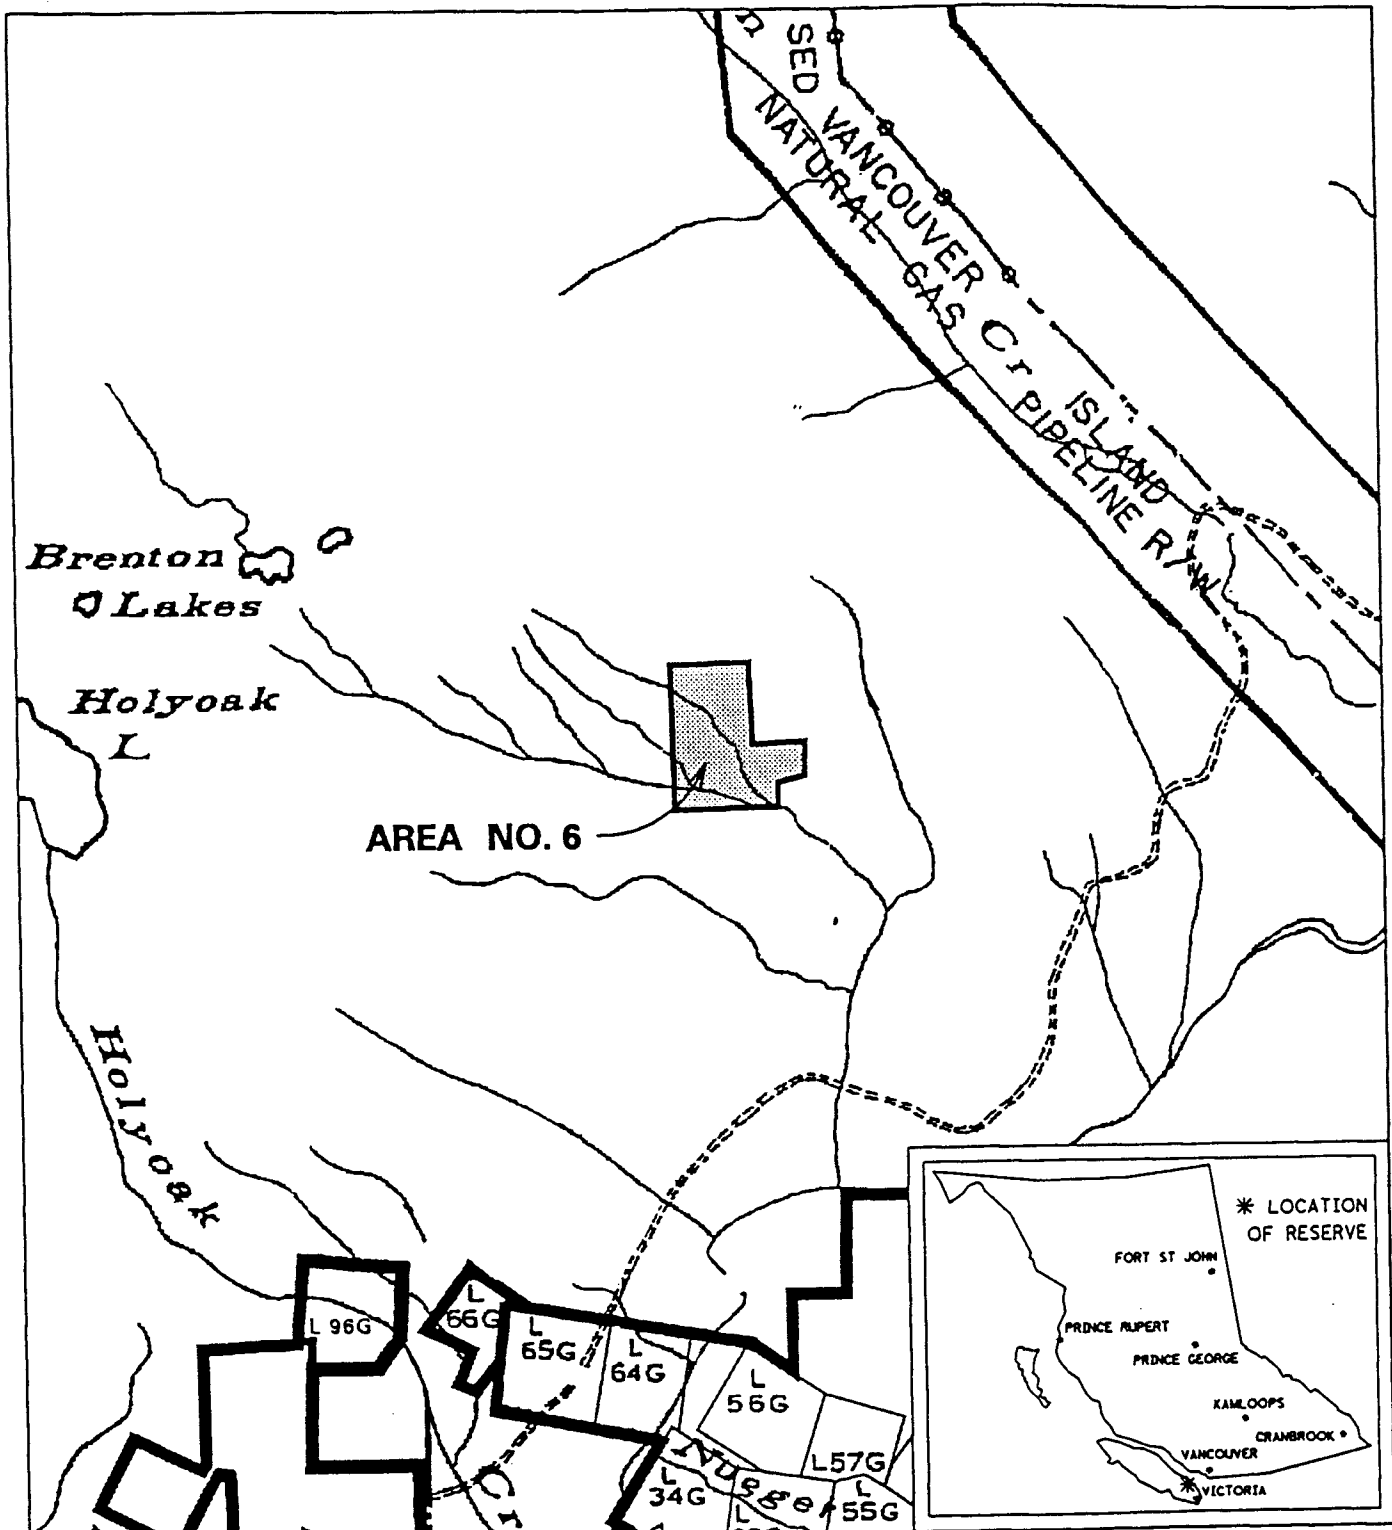 n
SED VANCOUVER ISLAND
NATURAL GAS PIPELINE R/W
Cr
Brenton
Lakes
Holyoak
L
AREA NO. 6
Holyoak
Cr
L 96G
L
66G
L
65G
L
64G
L
56G
L57G
L
34G
L
55G
L
Nugget
* LOCATION
OF RESERVE
FORT ST JOHN
PRINCE RUPERT
PRINCE GEORGE
KAMLOOPS
CRANBROOK
VANCOUVER
VICTORIA